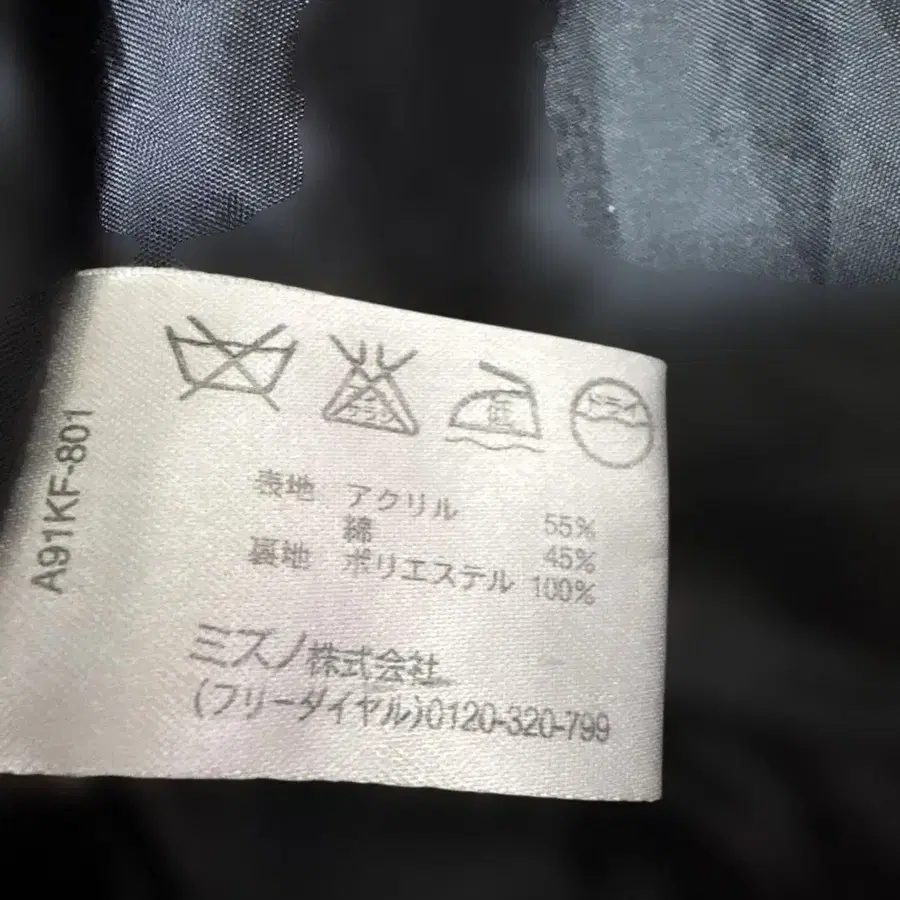 A91KF-801
低
ドライ
表地 アクリル 55%
綿 45%
裏地 ポリエステル 100%
ミズノ株式会社
(フリーダイヤル)0120-320-799